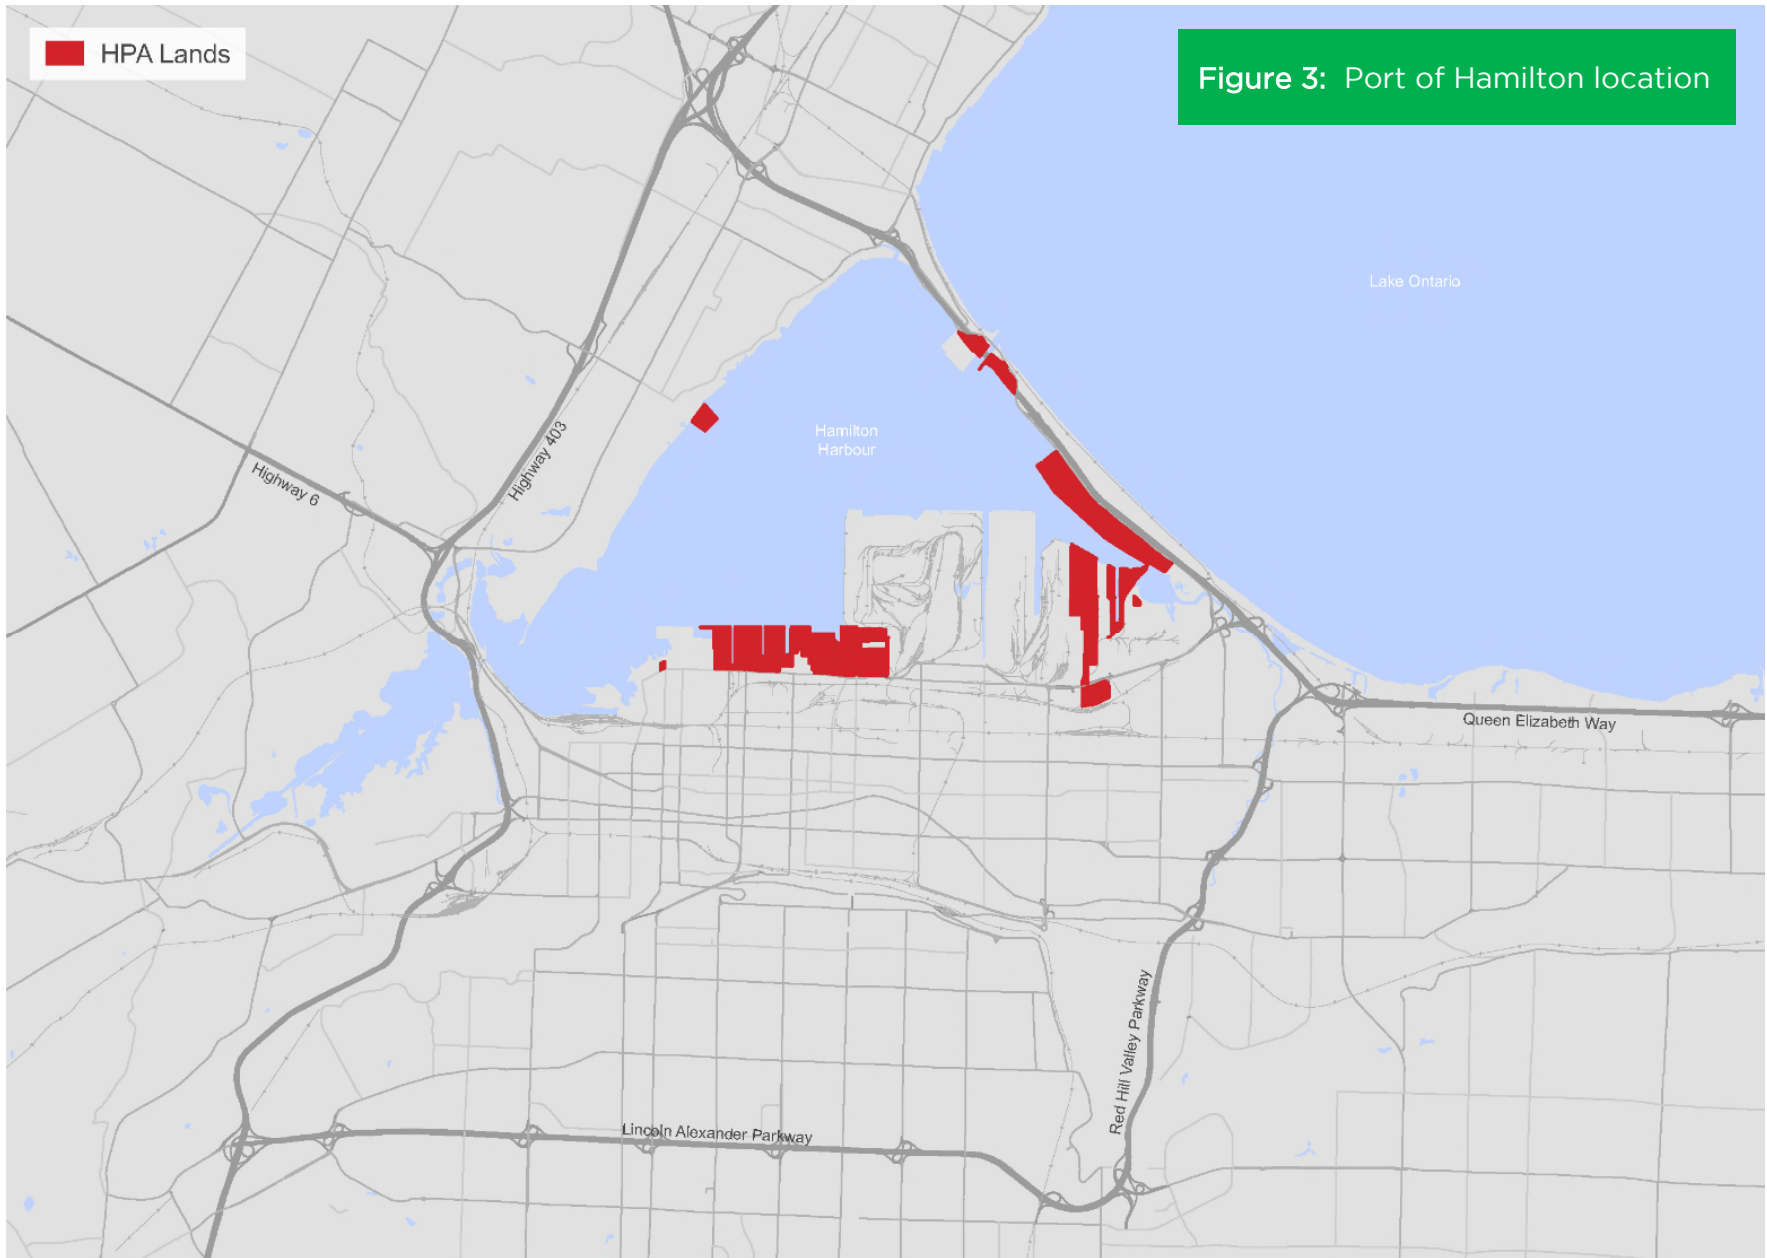 HPA Lands
Figure 3: Port of Hamilton location
Lake Ontario
Hamilton
Harbour
Highway 403
Highway 6
Queen Elizabeth Way
Red Hill Valley Parkway
Lincoln Alexander Parkway